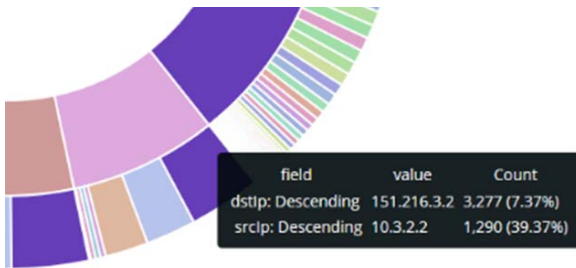 field value Count
dstIp: Descending 151.216.3.2 3,277 (7.37%)
srcIp: Descending 10.3.2.2 1,290 (39.37%)